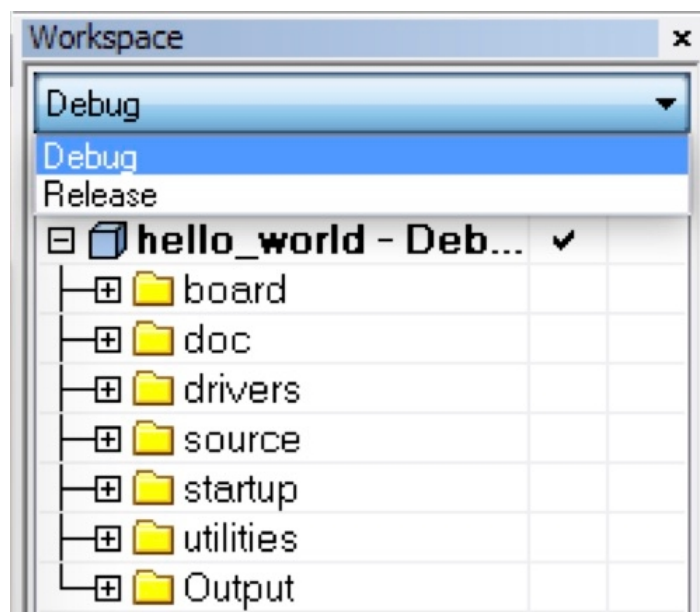 Workspace
Debug
Debug
Release
hello_world - Deb...
board
doc
drivers
source
startup
utilities
Output